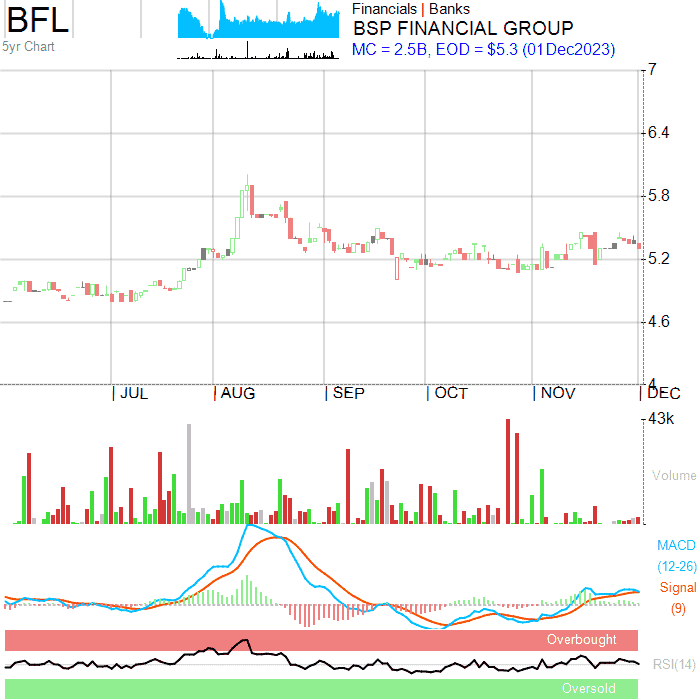 BFL
5yr Chart
Financials | Banks
BSP FINANCIAL GROUP
MC = 2.5B, EOD = $5.3 (01Dec2023)
7
6.4
5.8
5.2
4.6
4
JUL AUG SEP OCT NOV DEC
43k
Volume
MACD
(12-26)
Signal
(9)
Overbought
RSI(14)
Oversold